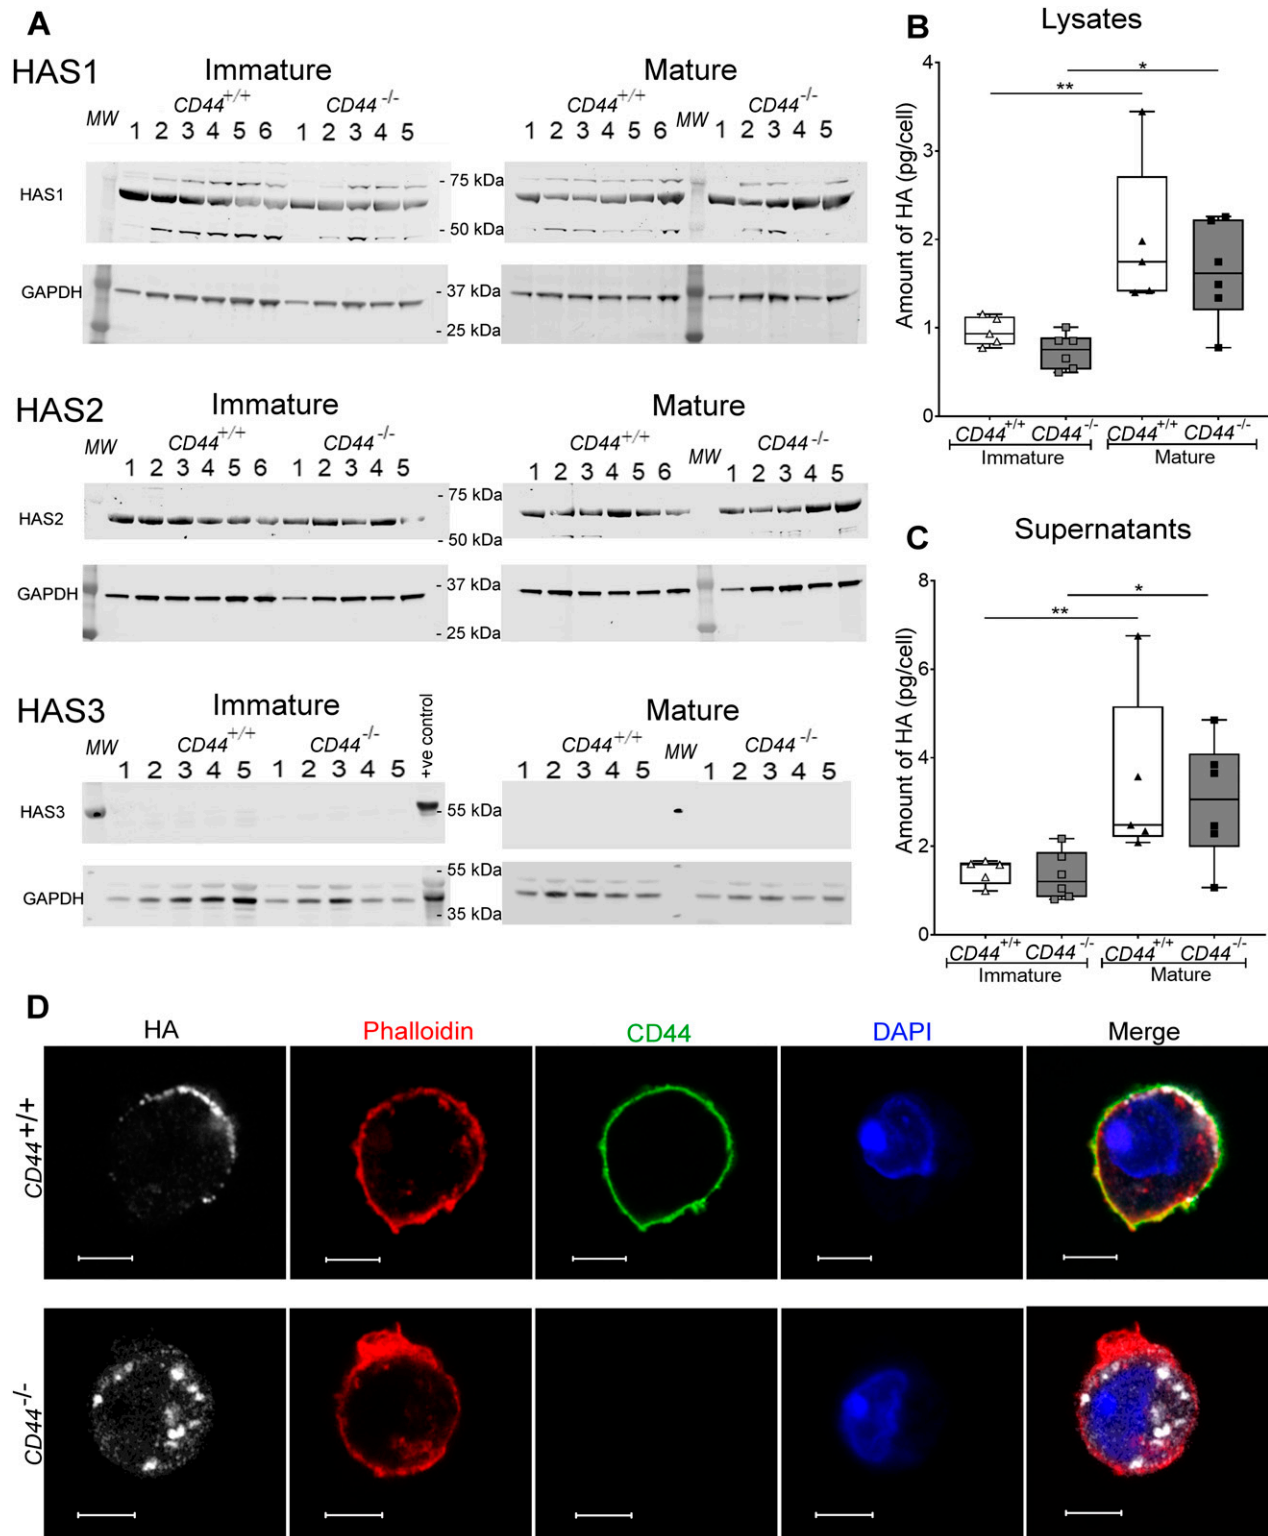 A
HAS1
Immature
Mature
MW
CD44+/+
CD44-/-
CD44+/+
MW
CD44-/-
1 2 3 4 5 6 1 2 3 4 5
1 2 3 4 5 6 1 2 3 4 5
HAS1
- 75 kDa
- 50 kDa
GAPDH
- 37 kDa
- 25 kDa
HAS2
Immature
Mature
MW
CD44+/+
CD44-/-
CD44+/+
MW
CD44-/-
1 2 3 4 5 6 1 2 3 4 5
1 2 3 4 5 6 1 2 3 4 5
HAS2
- 75 kDa
- 50 kDa
GAPDH
- 37 kDa
- 25 kDa
HAS3
Immature
Mature
MW
CD44+/+
CD44-/-
+ve control
CD44+/+
MW
CD44-/-
1 2 3 4 5 1 2 3 4 5
1 2 3 4 5 1 2 3 4 5
HAS3
- 55 kDa
GAPDH
- 55 kDa
- 35 kDa
B
Lysates
Amount of HA (pg/cell)
4
3
2
1
0
*
**
CD44+/+ CD44-/- CD44+/+ CD44-/-
Immature Mature
C
Supernatants
Amount of HA (pg/cell)
8
6
4
2
0
*
**
CD44+/+ CD44-/- CD44+/+ CD44-/-
Immature Mature
D
HA Phalloidin CD44 DAPI Merge
CD44+/+
CD44-/-